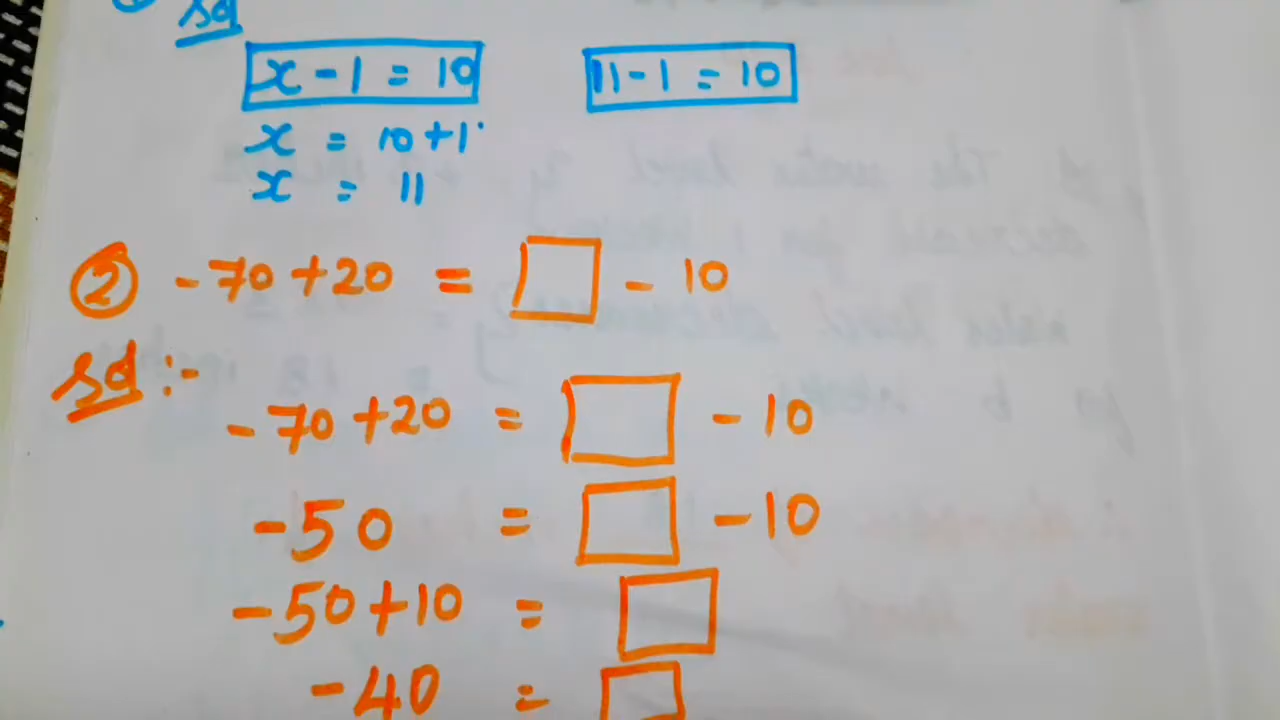 Sol
x - 1 = 10 11 - 1 = 10
x = 10 + 1
x = 11
② - 70 + 20 = □ - 10
Sol :-
- 70 + 20 = □ - 10
- 50 = □ - 10
- 50 + 10 = □
- 40 = □